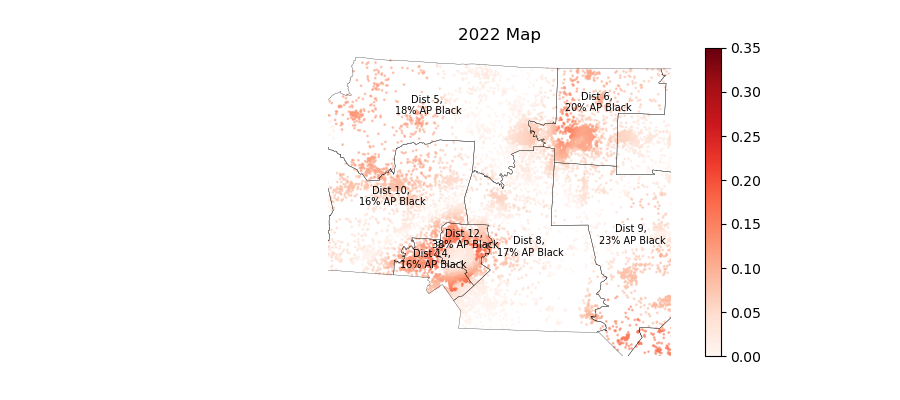 2022 Map
Dist 5,
18% AP Black
Dist 6,
20% AP Black
Dist 10,
16% AP Black
Dist 12,
38% AP Black
Dist 14,
16% AP Black
Dist 8,
17% AP Black
Dist 9,
23% AP Black
0.35
0.30
0.25
0.20
0.15
0.10
0.05
0.00